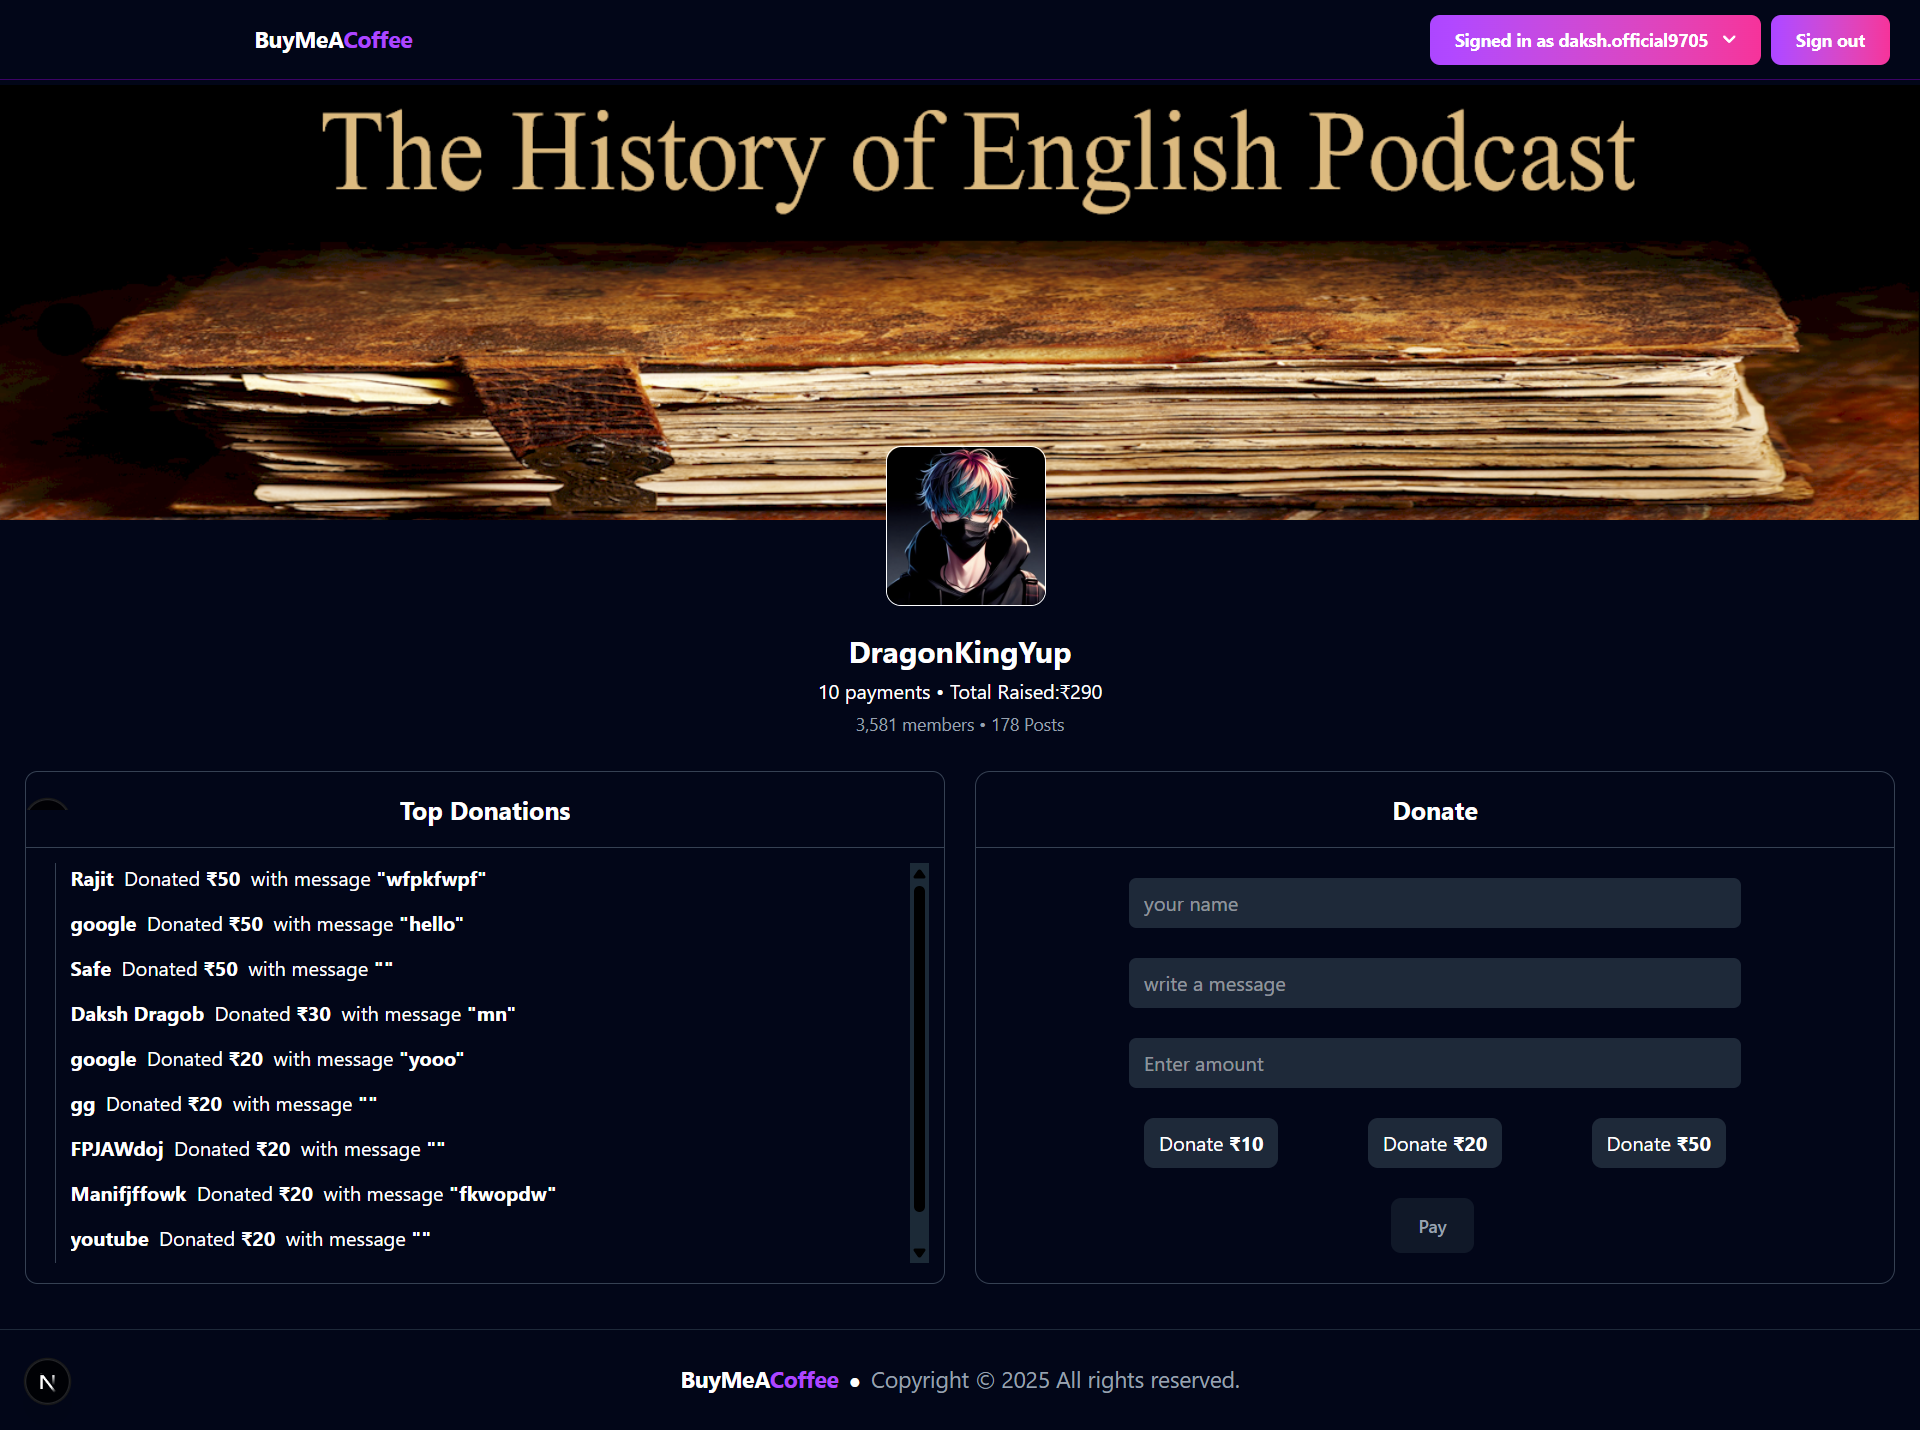 BuyMeACoffee
Signed in as daksh.official9705
Sign out
The History of English Podcast
DragonKingYup
10 payments • Total Raised:₹290
3,581 members • 178 Posts
Top Donations
Rajit Donated ₹50 with message "wfpkfwpf"
google Donated ₹50 with message "hello"
Safe Donated ₹50 with message ""
Daksh Dragob Donated ₹30 with message "mn"
google Donated ₹20 with message "yooo"
gg Donated ₹20 with message ""
FPJAWdoj Donated ₹20 with message ""
Manifjffowk Donated ₹20 with message "fkwopdw"
youtube Donated ₹20 with message ""
Donate
your name
write a message
Enter amount
Donate ₹10
Donate ₹20
Donate ₹50
Pay
N
BuyMeACoffee ● Copyright © 2025 All rights reserved.